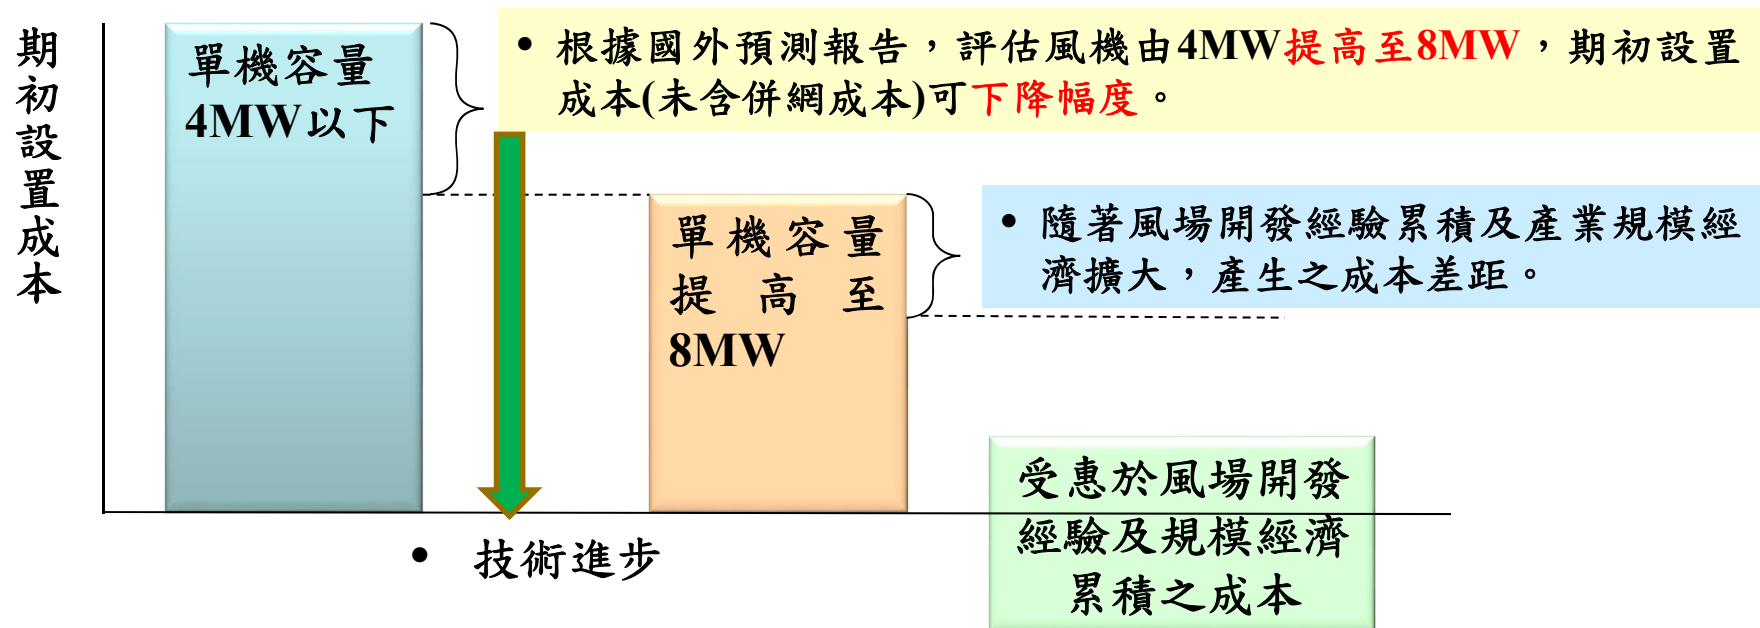 期初設置成本
單機容量
4MW以下
• 根據國外預測報告，評估風機由4MW提高至8MW，期初設置
成本(未含併網成本)可下降幅度。
單機容量
提高至
8MW
• 隨著風場開發經驗累積及產業規模經
濟擴大，產生之成本差距。
受惠於風場開發
經驗及規模經濟
累積之成本
• 技術進步